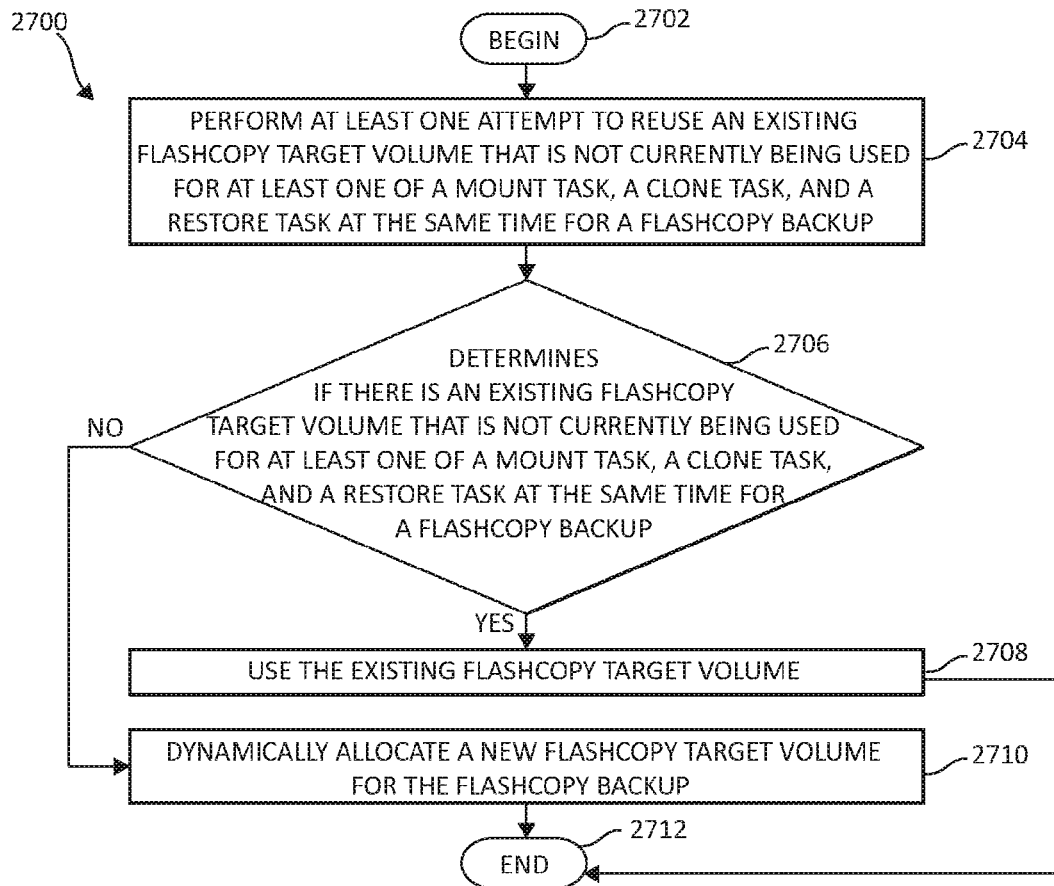 2700
BEGIN
2702
PERFORM AT LEAST ONE ATTEMPT TO REUSE AN EXISTING
FLASHCOPY TARGET VOLUME THAT IS NOT CURRENTLY BEING USED
FOR AT LEAST ONE OF A MOUNT TASK, A CLONE TASK, AND A
RESTORE TASK AT THE SAME TIME FOR A FLASHCOPY BACKUP
2704
DETERMINES
IF THERE IS AN EXISTING FLASHCOPY
TARGET VOLUME THAT IS NOT CURRENTLY BEING USED
FOR AT LEAST ONE OF A MOUNT TASK, A CLONE TASK,
AND A RESTORE TASK AT THE SAME TIME FOR
A FLASHCOPY BACKUP
2706
NO
YES
USE THE EXISTING FLASHCOPY TARGET VOLUME
2708
DYNAMICALLY ALLOCATE A NEW FLASHCOPY TARGET VOLUME
FOR THE FLASHCOPY BACKUP
2710
END
2712